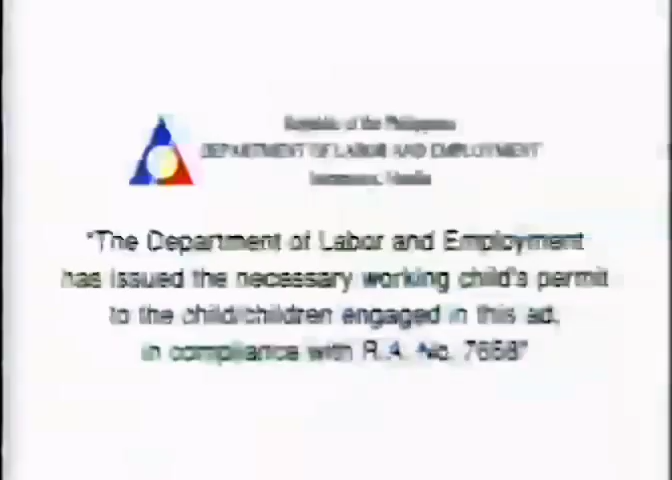 Republic of the Philippines
DEPARTMENT OF LABOR AND EMPLOYMENT
Intramuros, Manila
"The Department of Labor and Employment
has issued the necessary working child's permit
to the child/children engaged in this ad,
in compliance with R.A. No. 7658"